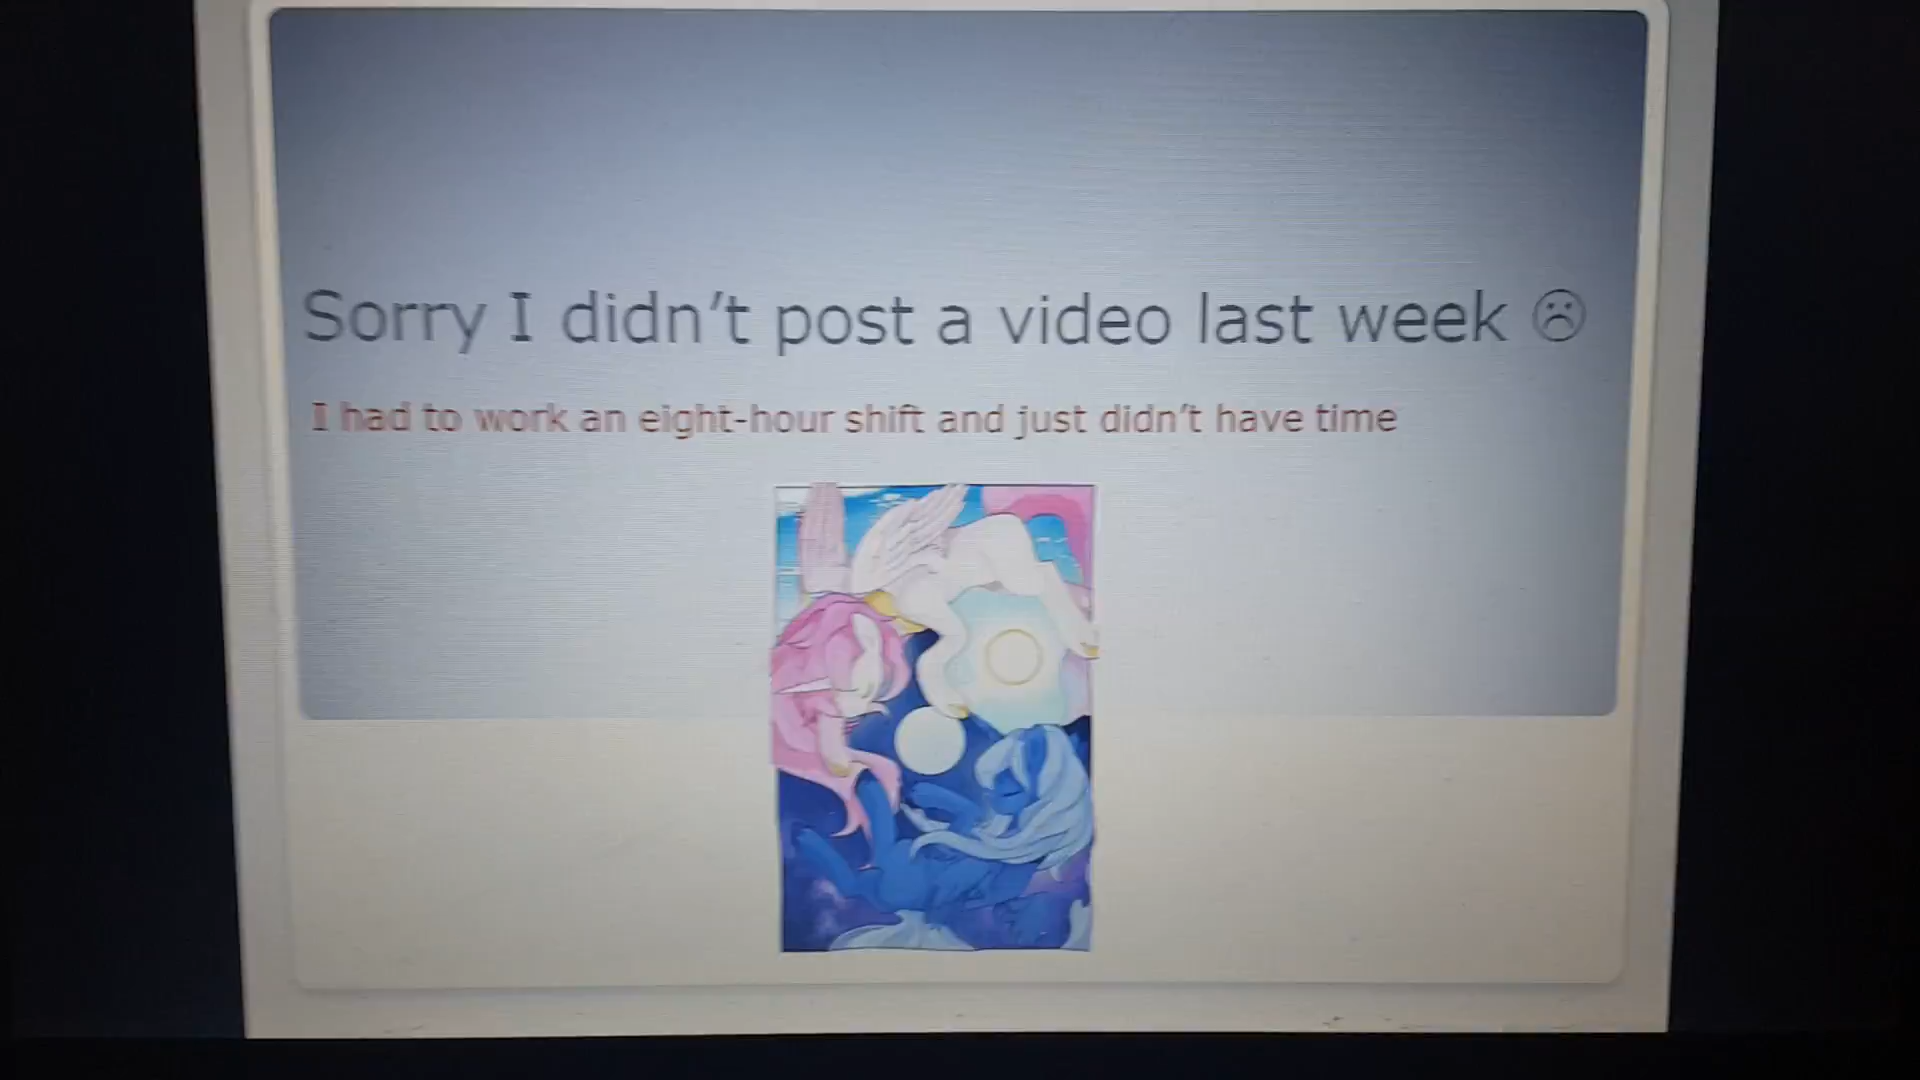 Sorry I didn't post a video last week ☹
I had to work an eight-hour shift and just didn't have time